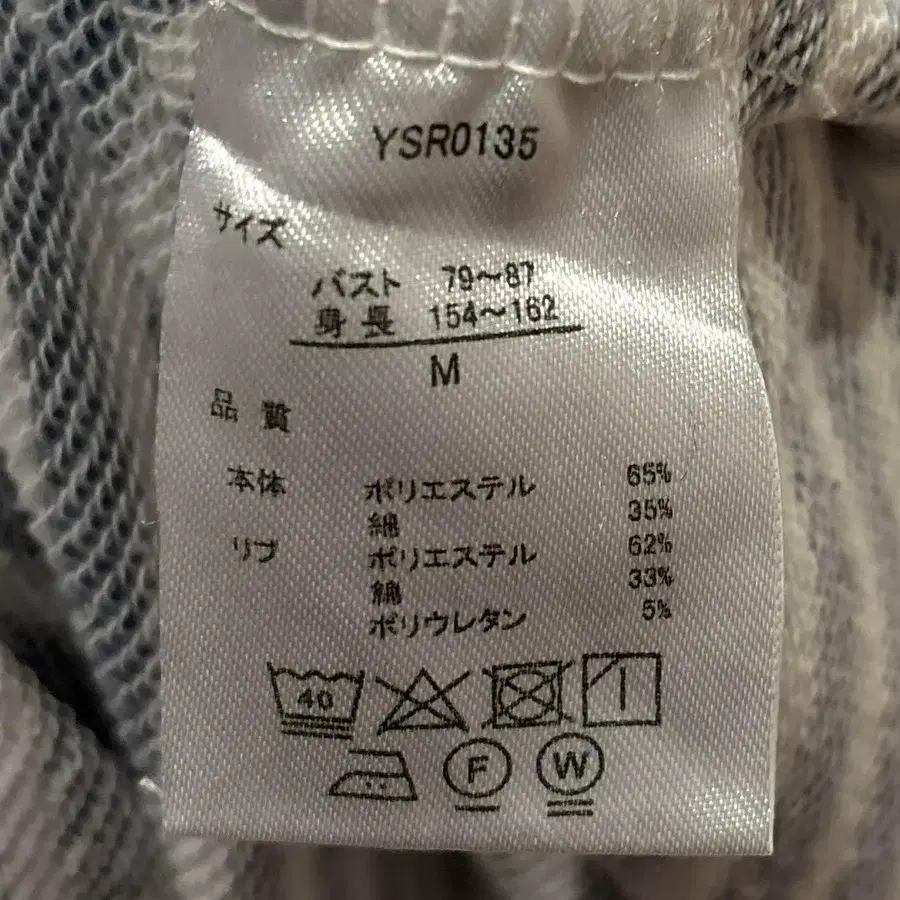 YSR0135
サイズ
バスト 79〜87
身長 154〜162
M
品質
本体 ポリエステル 65%
綿 35%
リブ ポリエステル 62%
綿 33%
ポリウレタン 5%
40
F W